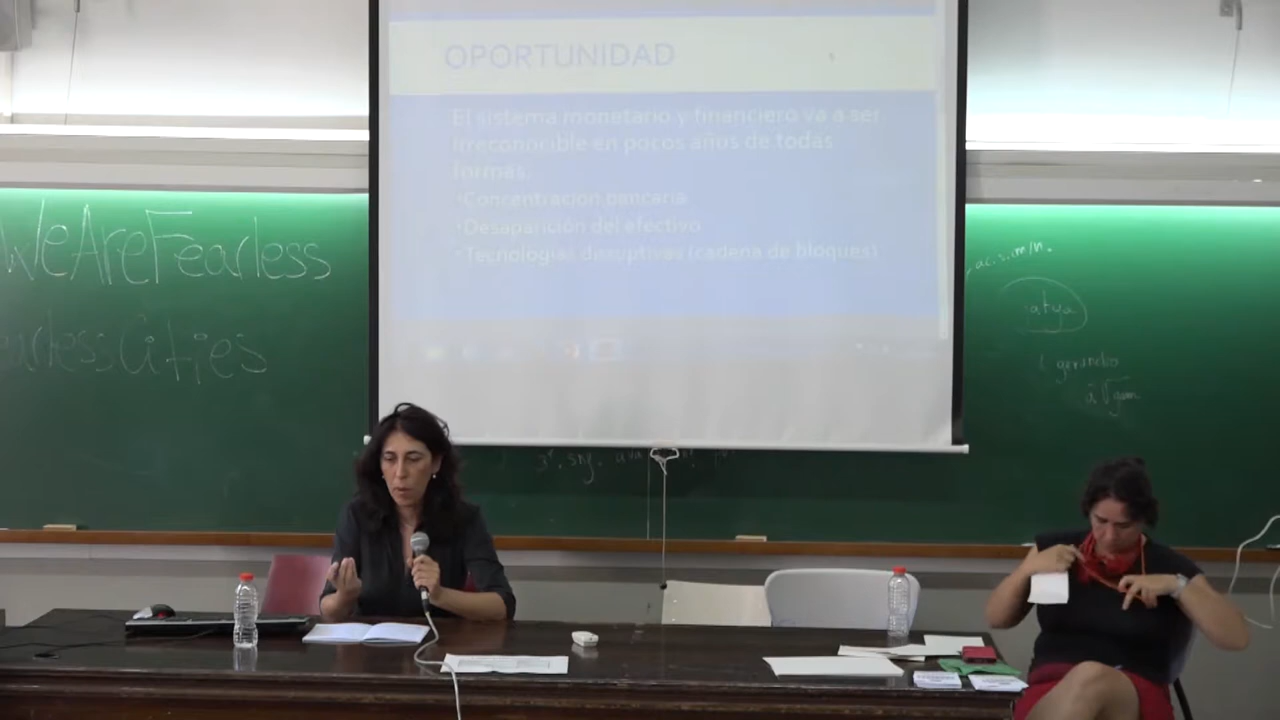 OPORTUNIDAD
El sistema monetario y financiero va a ser
irreconocible en pocos años de todas
formas.
•Concentración bancaria
•Desaparición del efectivo
•Tecnologías disruptivas (cadena de bloques)
WeAreFearless
earlessCities